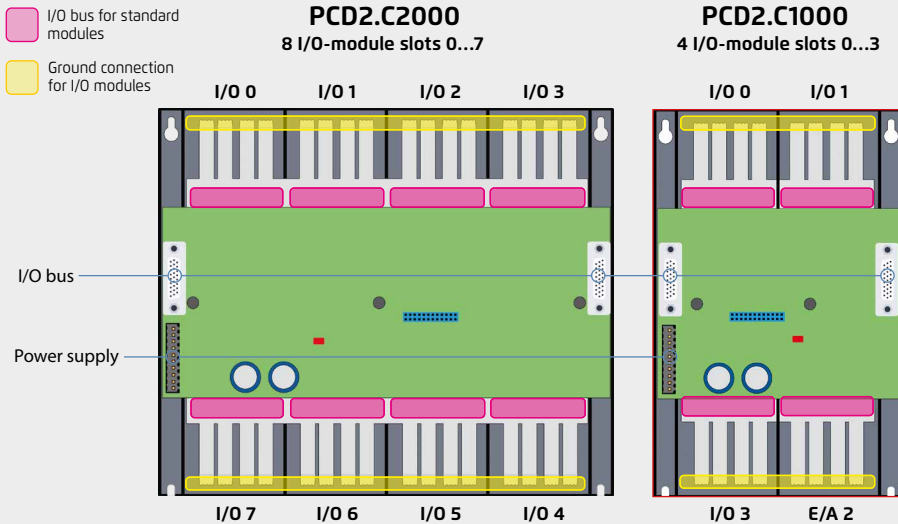 I/O bus for standard
modules
Ground connection
for I/O modules
PCD2.C2000
8 I/O-module slots 0...7
PCD2.C1000
4 I/O-module slots 0...3
I/O 0 I/O 1 I/O 2 I/O 3
I/O 0 I/O 1
I/O bus
Power supply
I/O 7 I/O 6 I/O 5 I/O 4
I/O 3 E/A 2